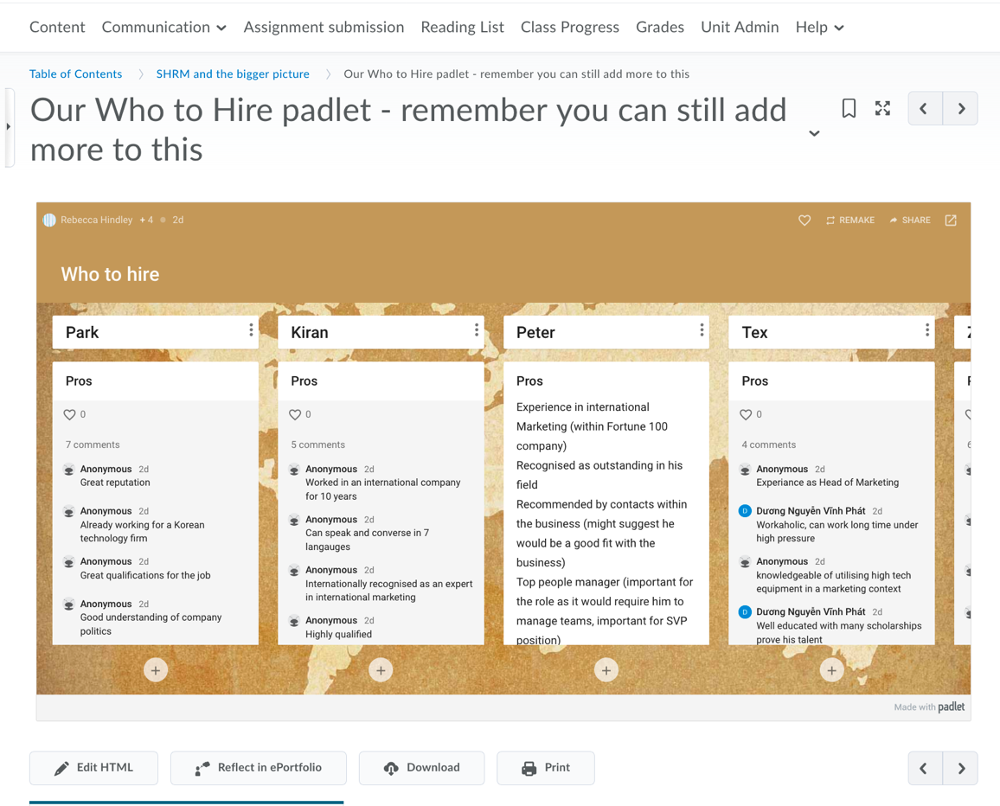 Content Communication Assignment submission Reading List Class Progress Grades Unit Admin Help
Table of Contents SHRM and the bigger picture Our Who to Hire padlet - remember you can still add more to this
Our Who to Hire padlet - remember you can still add
more to this
Rebecca Hindley + 4 2d
REMAKE SHARE
Who to hire
Park
Pros
0
7 comments
Anonymous 2d
Great reputation
Anonymous 2d
Already working for a Korean
technology firm
Anonymous 2d
Great qualifications for the job
Anonymous 2d
Good understanding of company
politics
Kiran
Pros
0
5 comments
Anonymous 2d
Worked in an international company
for 10 years
Anonymous 2d
Can speak and converse in 7
langauges
Anonymous 2d
Internationally recognised as an expert
in international marketing
Anonymous 2d
Highly qualified
Peter
Pros
Experience in international
Marketing (within Fortune 100
company)
Recognised as outstanding in his
field
Recommended by contacts within
the business (might suggest he
would be a good fit with the
business)
Top people manager (important for
the role as it would require him to
manage teams, important for SVP
position)
Tex
Pros
0
4 comments
Anonymous 2d
Experiance as Head of Marketing
D Dương Nguyễn Vĩnh Phát 2d
Workaholic, can work long time under
high pressure
Anonymous 2d
knowledgeable of utilising high tech
equipment in a marketing context
D Dương Nguyễn Vĩnh Phát 2d
Well educated with many scholarships
prove his talent
Made with padlet
Edit HTML Reflect in ePortfolio Download Print